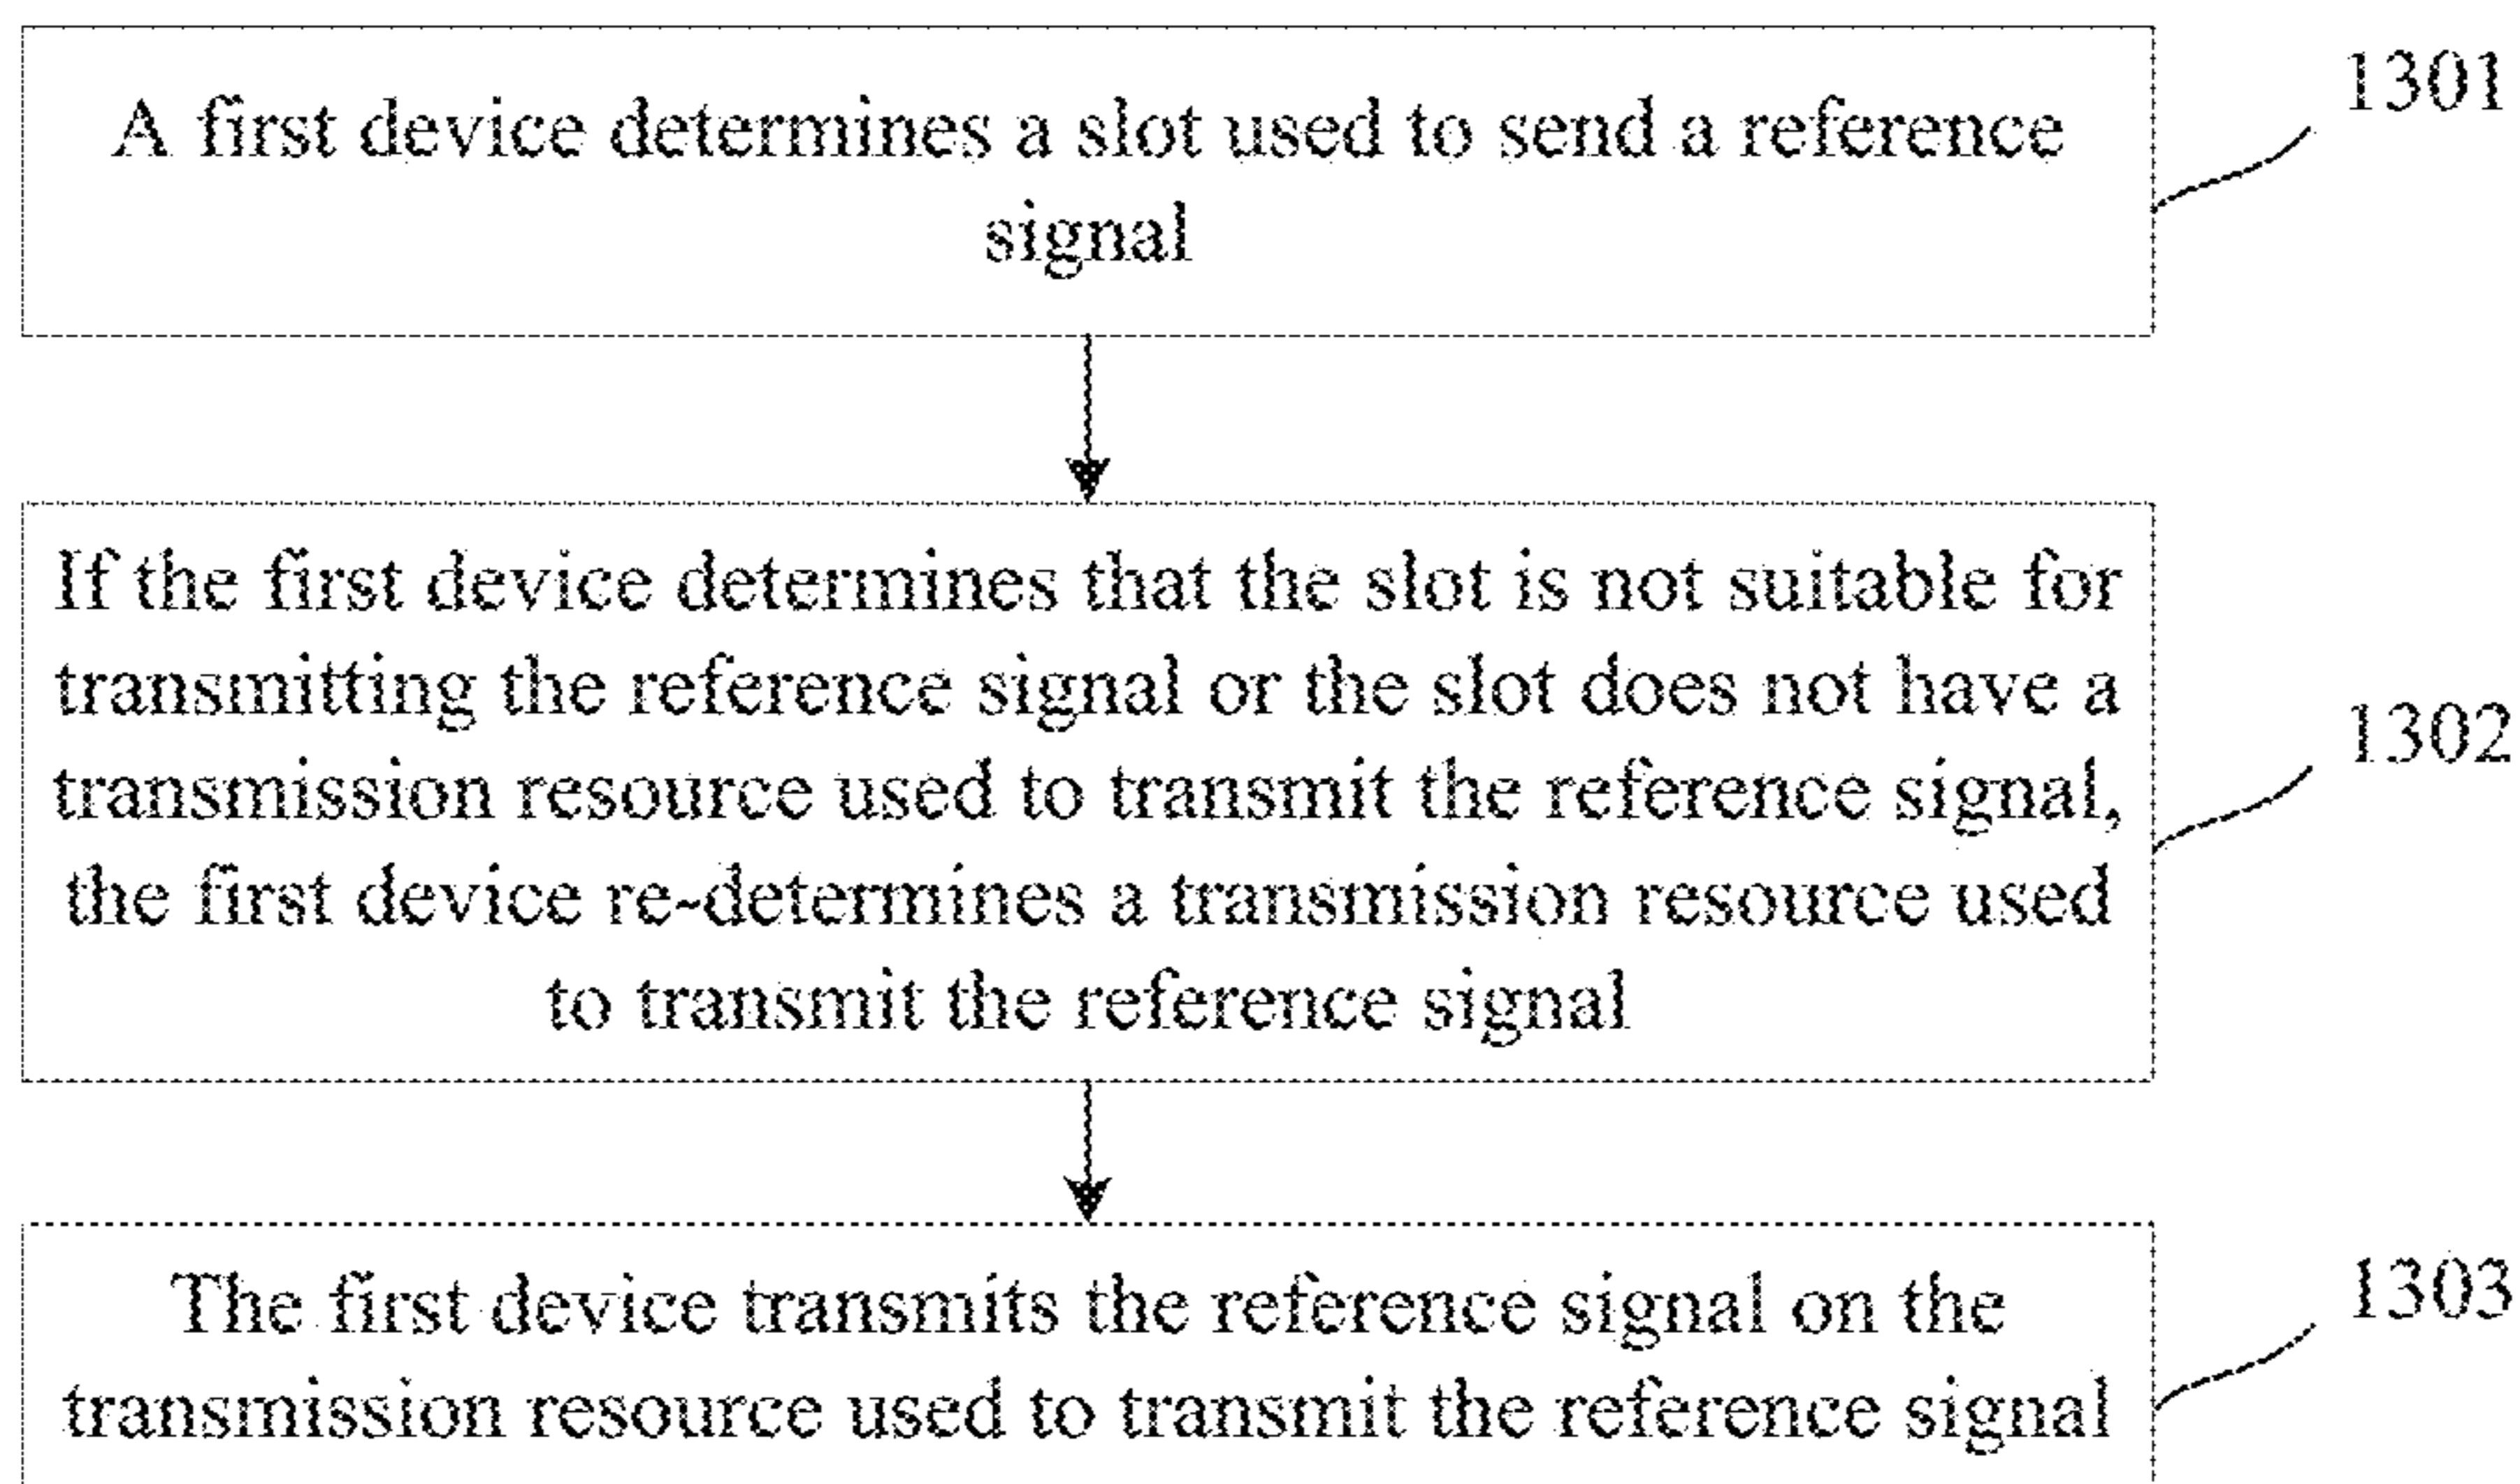 A first device determines a slot used to send a reference
signal
1301
If the first device determines that the slot is not suitable for
transmitting the reference signal or the slot does not have a
transmission resource used to transmit the reference signal,
the first device re-determines a transmission resource used
to transmit the reference signal
1302
The first device transmits the reference signal on the
transmission resource used to transmit the reference signal
1303